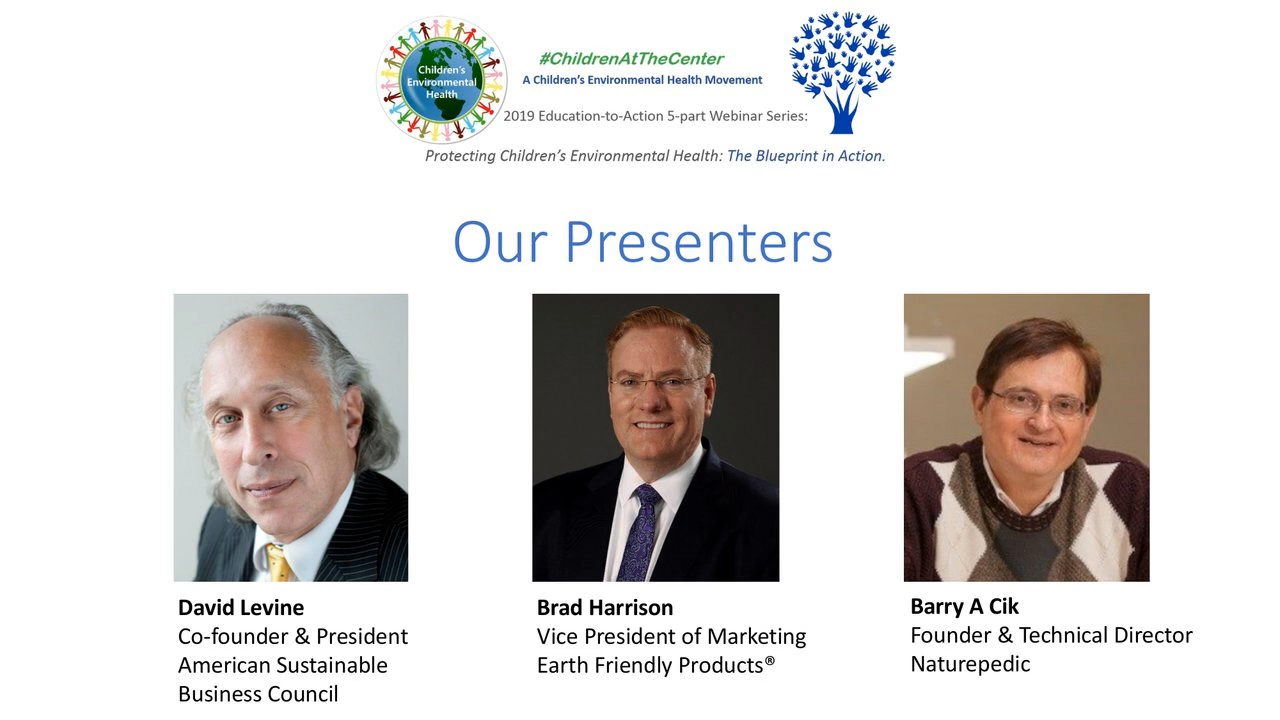 Children's
Environmental
Health
#ChildrenAtTheCenter
A Children's Environmental Health Movement
2019 Education-to-Action 5-part Webinar Series:
Protecting Children's Environmental Health: The Blueprint in Action.
Our Presenters
David Levine
Co-founder & President
American Sustainable
Business Council
Brad Harrison
Vice President of Marketing
Earth Friendly Products®
Barry A Cik
Founder & Technical Director
Naturepedic